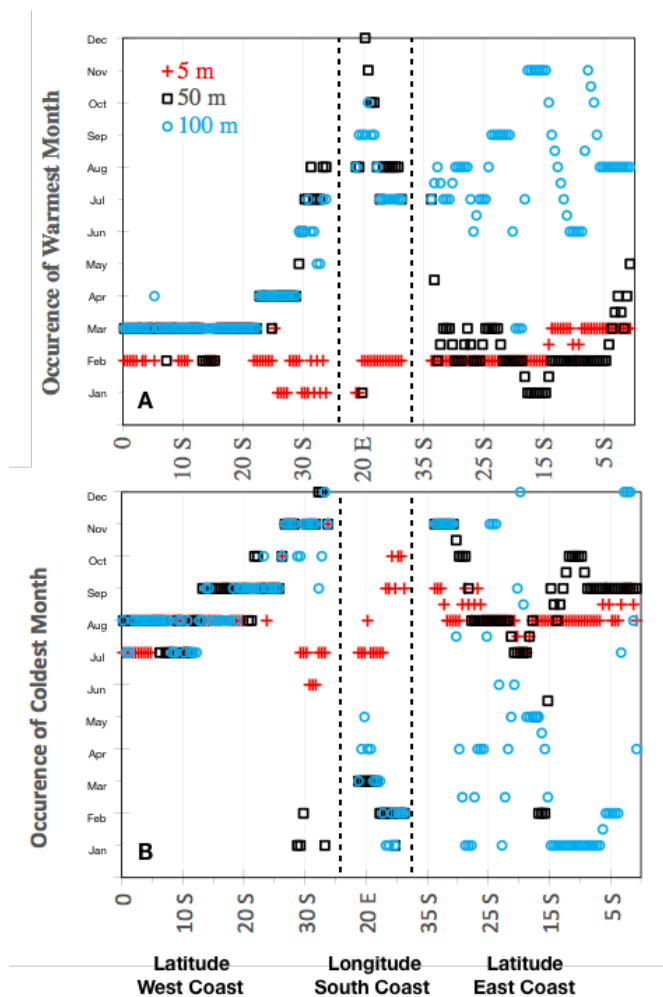 Occurence of Warmest Month
Dec
Nov
Oct
Sep
Aug
Jul
Jun
May
Apr
Mar
Feb
Jan
+ 5 m
50 m
100 m
A
0
10 S
20 S
30 S
20 E
35 S
25 S
15 S
5 S
Occurence of Coldest Month
Dec
Nov
Oct
Sep
Aug
Jul
Jun
May
Apr
Mar
Feb
Jan
B
0
10 S
20 S
30 S
20 E
35 S
25 S
15 S
5 S
Latitude
West Coast
Longitude
South Coast
Latitude
East Coast